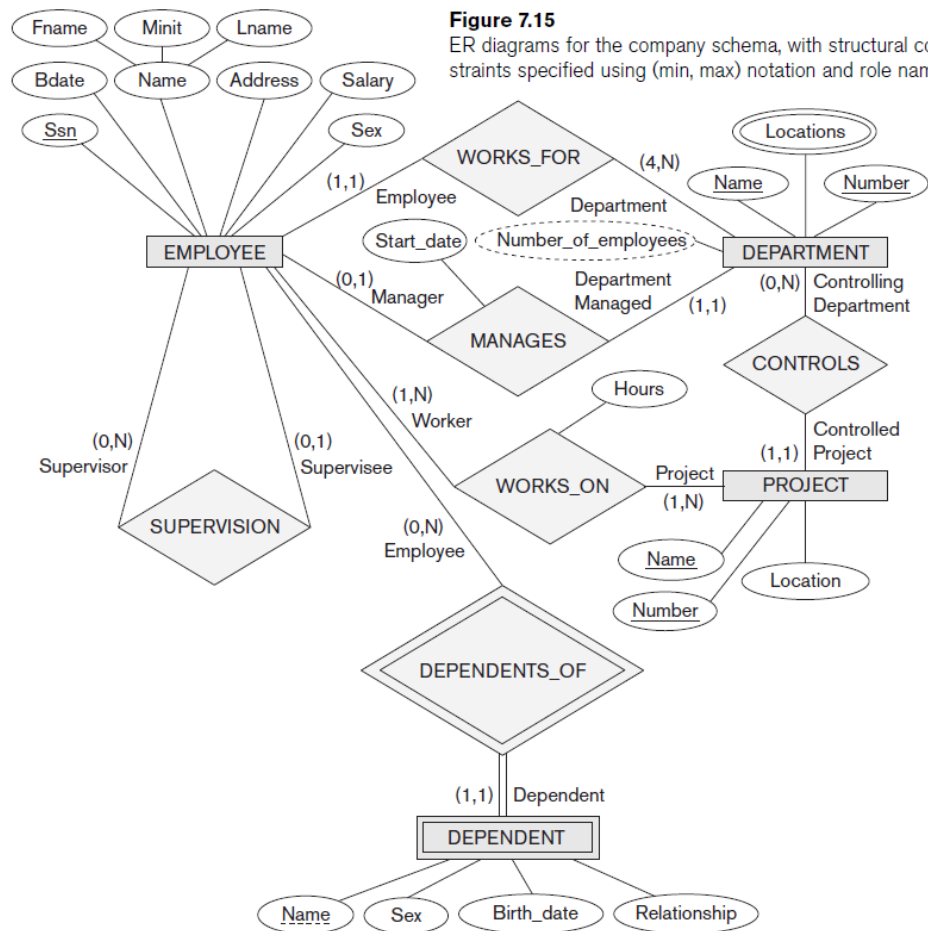 Figure 7.15
ER diagrams for the company schema, with structural co
straints specified using (min, max) notation and role nam
Fname
Minit
Lname
Bdate
Name
Address
Salary
Ssn
Sex
WORKS_FOR
Locations
(1,1)
Employee
(4,N)
Department
Name
Number
Start_date
Number_of_employees
EMPLOYEE
DEPARTMENT
(0,1)
Manager
Department
Managed
(1,1)
(0,N)
Controlling
Department
MANAGES
CONTROLS
Hours
(1,N)
Worker
(0,N)
Supervisor
(0,1)
Supervisee
Controlled
Project
(1,1)
Project
(1,N)
WORKS_ON
PROJECT
SUPERVISION
(0,N)
Employee
Name
Location
Number
DEPENDENTS_OF
(1,1)
Dependent
DEPENDENT
Name
Sex
Birth_date
Relationship